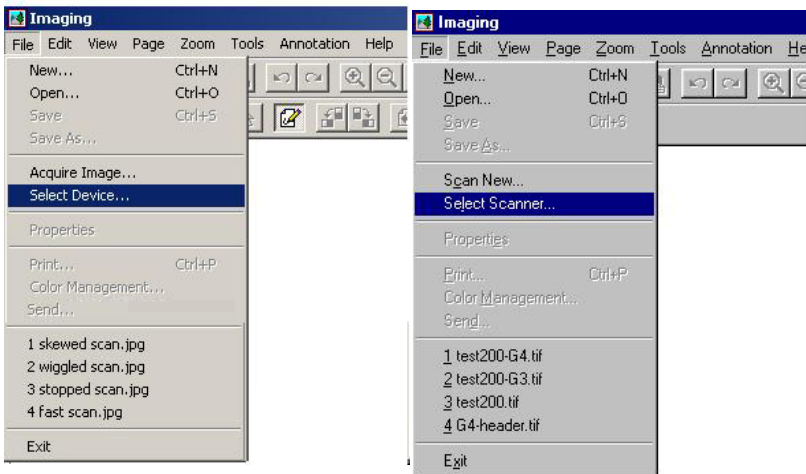 Imaging
File Edit View Page Zoom Tools Annotation Help
New... Ctrl+N
Open... Ctrl+O
Save Ctrl+S
Save As...
Acquire Image...
Select Device...
Properties
Print... Ctrl+P
Color Management...
Send...
1 skewed scan.jpg
2 wiggled scan.jpg
3 stopped scan.jpg
4 fast scan.jpg
Exit
Imaging
File Edit View Page Zoom Tools Annotation He
New... Ctrl+N
Open... Ctrl+O
Save Ctrl+S
Save As...
Scan New...
Select Scanner...
Properties
Print... Ctrl+P
Color Management...
Send...
1 test200-G4.tif
2 test200-G3.tif
3 test200.tif
4 G4-header.tif
Exit